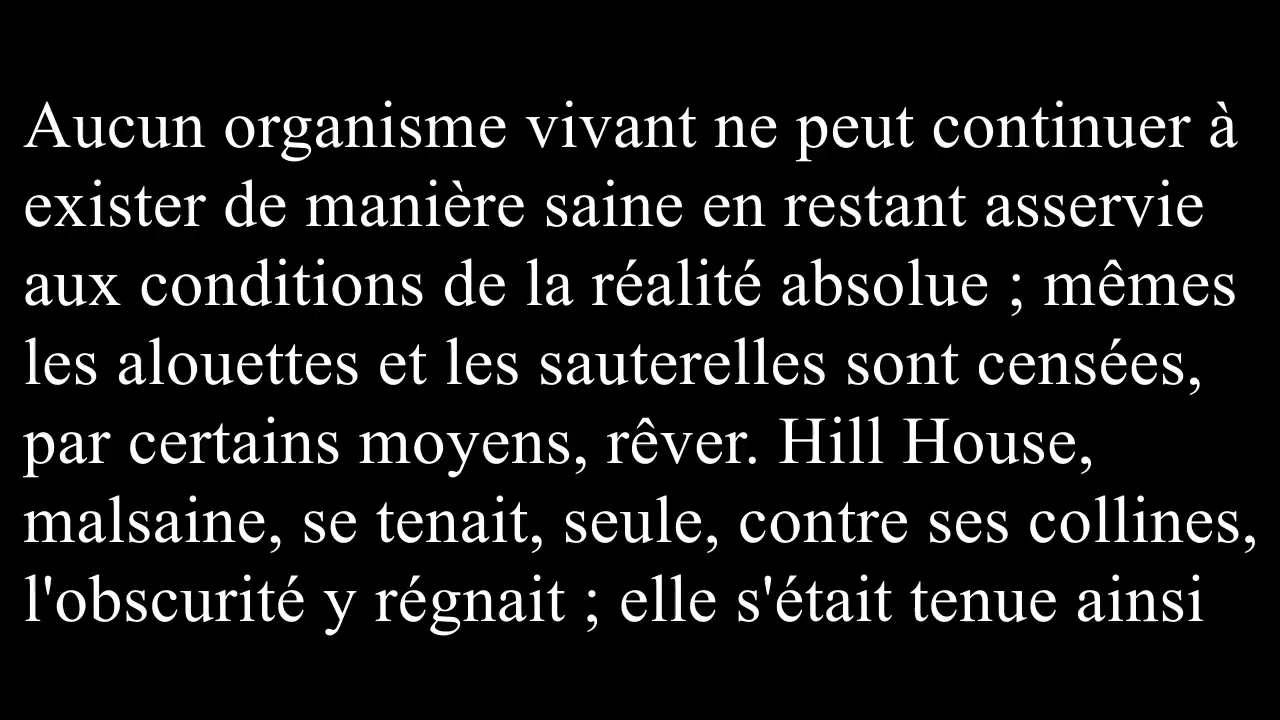 Aucun organisme vivant ne peut continuer à
exister de manière saine en restant asservie
aux conditions de la réalité absolue ; mêmes
les alouettes et les sauterelles sont censées,
par certains moyens, rêver. Hill House,
malsaine, se tenait, seule, contre ses collines,
l'obscurité y régnait ; elle s'était tenue ainsi